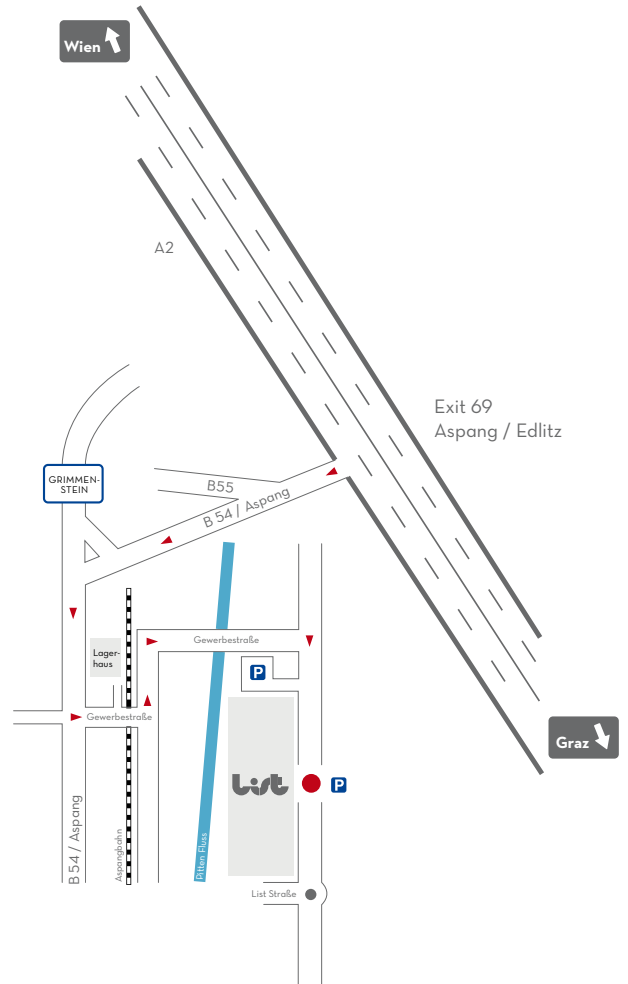 Wien
A2
Exit 69
Aspang / Edlitz
GRIMMEN-
STEIN
B55
B 54 / Aspang
Gewerbestraße
Lager-
haus
P
Gewerbestraße
Graz
List
P
B 54 / Aspang
Aspangbahn
Pitten Fluss
List Straße